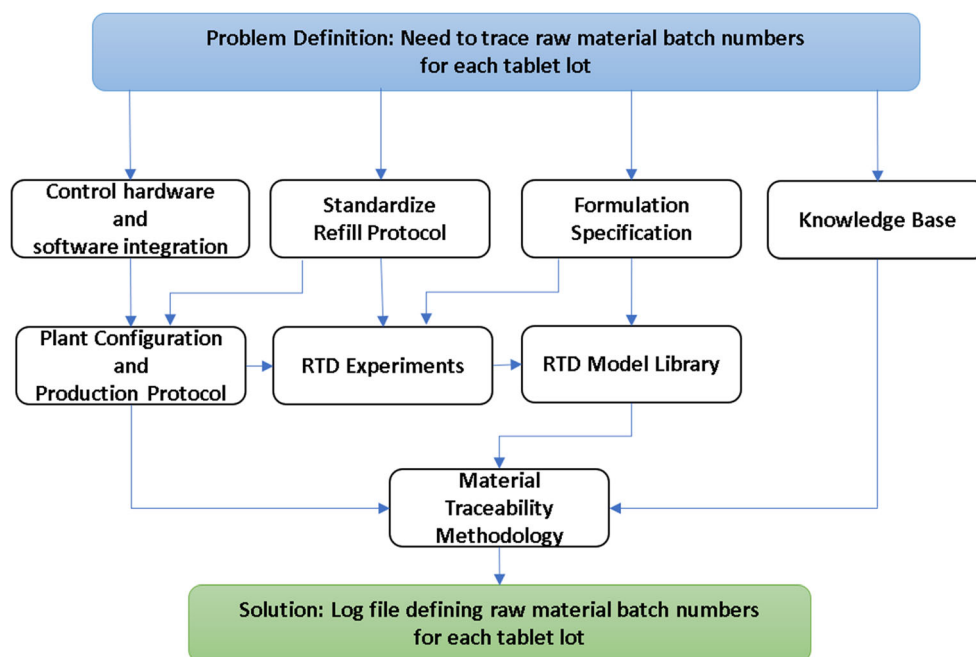 Problem Definition: Need to trace raw material batch numbers
for each tablet lot
Control hardware
and
software integration
Standardize
Refill Protocol
Formulation
Specification
Knowledge Base
Plant Configuration
and
Production Protocol
RTD Experiments
RTD Model Library
Material
Traceability
Methodology
Solution: Log file defining raw material batch numbers
for each tablet lot